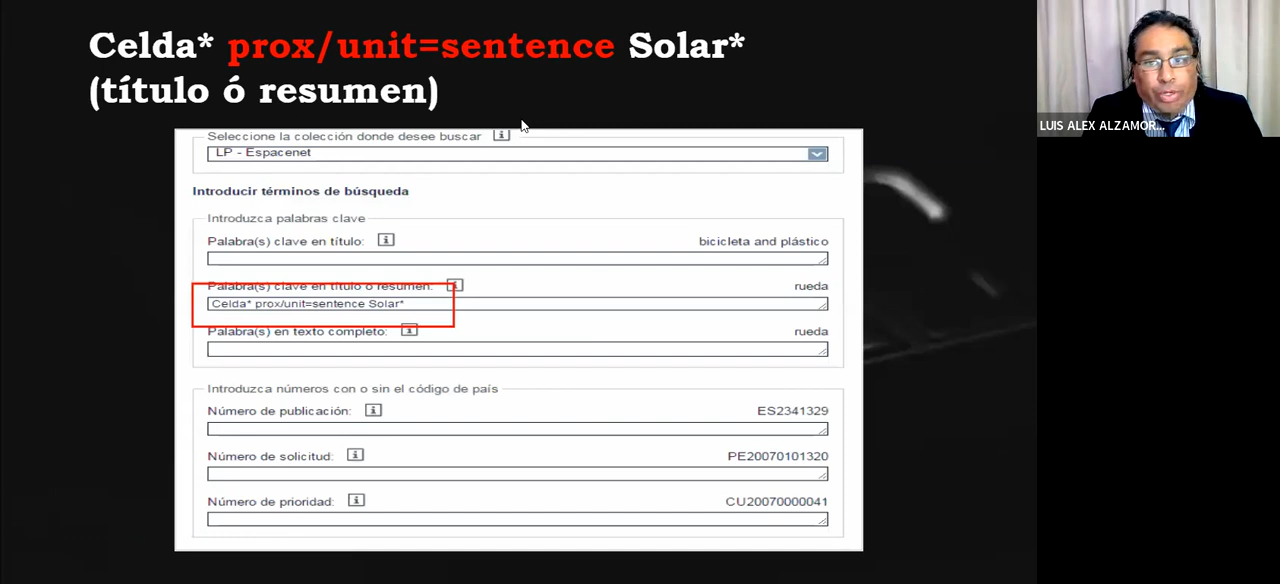 Celda* prox/unit=sentence Solar*
(título ó resumen)
LUIS ALEX ALZAMOR...
Seleccione la colección donde desee buscar
LP - Espacenet
Introducir términos de búsqueda
Introduzca palabras clave
Palabra(s) clave en título: bicicleta and plástico
Palabra(s) clave en título o resumen: rueda
Celda* prox/unit=sentence Solar*
Palabra(s) en texto completo: rueda
Introduzca números con o sin el código de país
Número de publicación: ES2341329
Número de solicitud: PE20070101320
Número de prioridad: CU20070000041